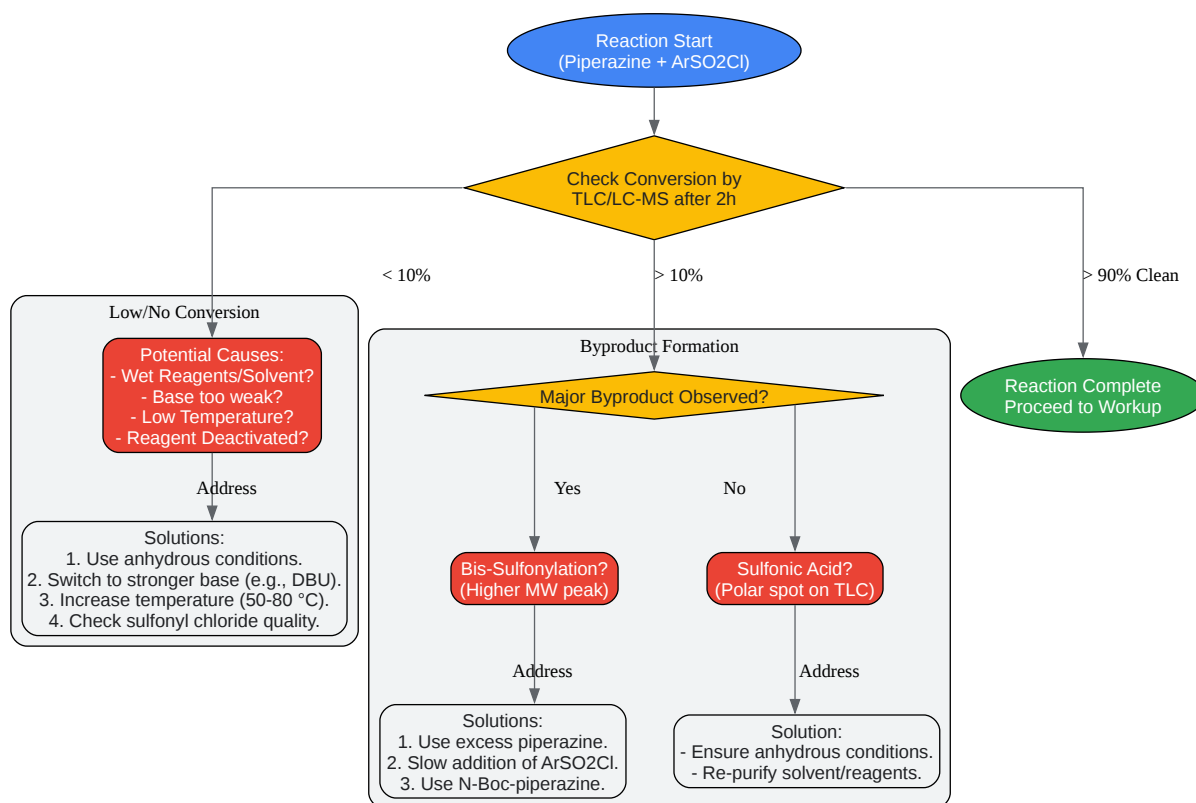 Reaction Start
(Piperazine + ArSO2Cl)
Check Conversion by
TLC/LC-MS after 2h
< 10%
> 10%
> 90% Clean
Low/No Conversion
Potential Causes:
- Wet Reagents/Solvent?
- Base too weak?
- Low Temperature?
- Reagent Deactivated?
Address
Solutions:
1. Use anhydrous conditions.
2. Switch to stronger base (e.g., DBU).
3. Increase temperature (50-80 °C).
4. Check sulfonyl chloride quality.
Byproduct Formation
Major Byproduct Observed?
Yes
No
Bis-Sulfonylation?
(Higher MW peak)
Sulfonic Acid?
(Polar spot on TLC)
Address
Address
Solutions:
1. Use excess piperazine.
2. Slow addition of ArSO2Cl.
3. Use N-Boc-piperazine.
Solution:
- Ensure anhydrous conditions.
- Re-purify solvent/reagents.
Reaction Complete
Proceed to Workup